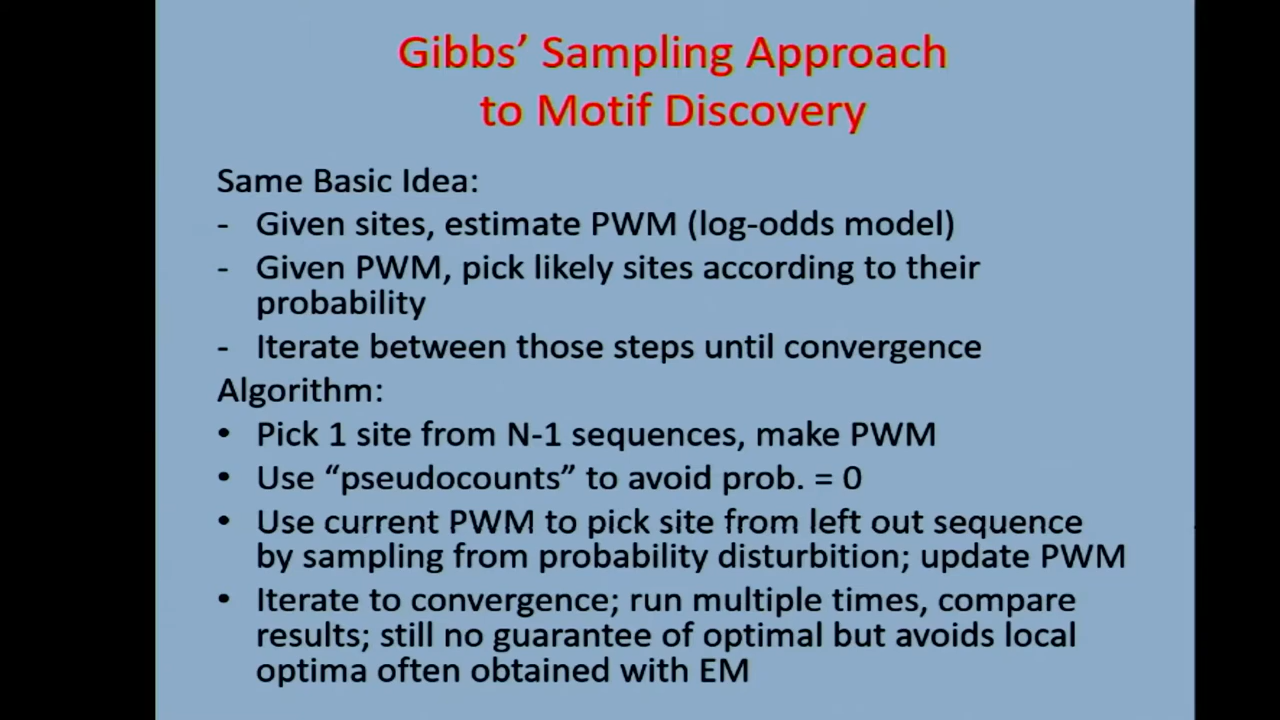 Gibbs’ Sampling Approach
to Motif Discovery
Same Basic Idea:
- Given sites, estimate PWM (log-odds model)
- Given PWM, pick likely sites according to their
probability
- Iterate between those steps until convergence
Algorithm:
• Pick 1 site from N-1 sequences, make PWM
• Use “pseudocounts” to avoid prob. = 0
• Use current PWM to pick site from left out sequence
by sampling from probability disturbition; update PWM
• Iterate to convergence; run multiple times, compare
results; still no guarantee of optimal but avoids local
optima often obtained with EM